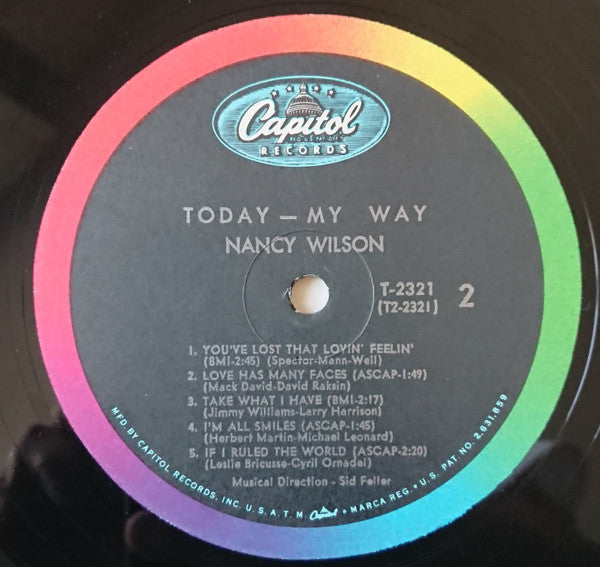 Capitol
REG. U.S. PAT. OFF.
RECORDS
TODAY — MY WAY
NANCY WILSON
T-2321 2
(T2-2321)
1. YOU'VE LOST THAT LOVIN' FEELIN'
(BMI-2:45) (Spector-Mann-Weil)
2. LOVE HAS MANY FACES (ASCAP-1:49)
(Mack David-David Raksin)
3. TAKE WHAT I HAVE (BMI-2:17)
(Jimmy Williams-Larry Harrison)
4. I'M ALL SMILES (ASCAP-1:45)
(Herbert Martin-Michael Leonard)
5. IF I RULED THE WORLD (ASCAP-2:20)
(Leslie Bricusse-Cyril Ornadel)
Musical Direction - Sid Feller
MFD. BY CAPITOL RECORDS, INC. U. S. A. T. M. Capitol • MARCA REG. • U.S. PAT. NO. 2,631,859